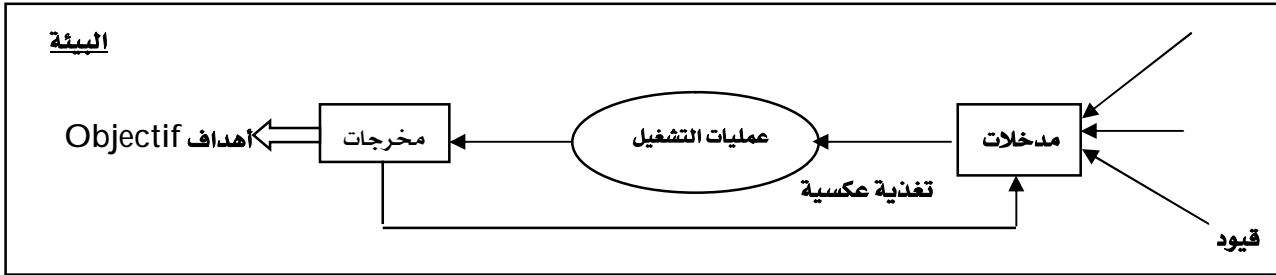 البيئة
مدخلات
عمليات التشغيل
مخرجات
أهداف Objectif
تغذية عكسية
قيود